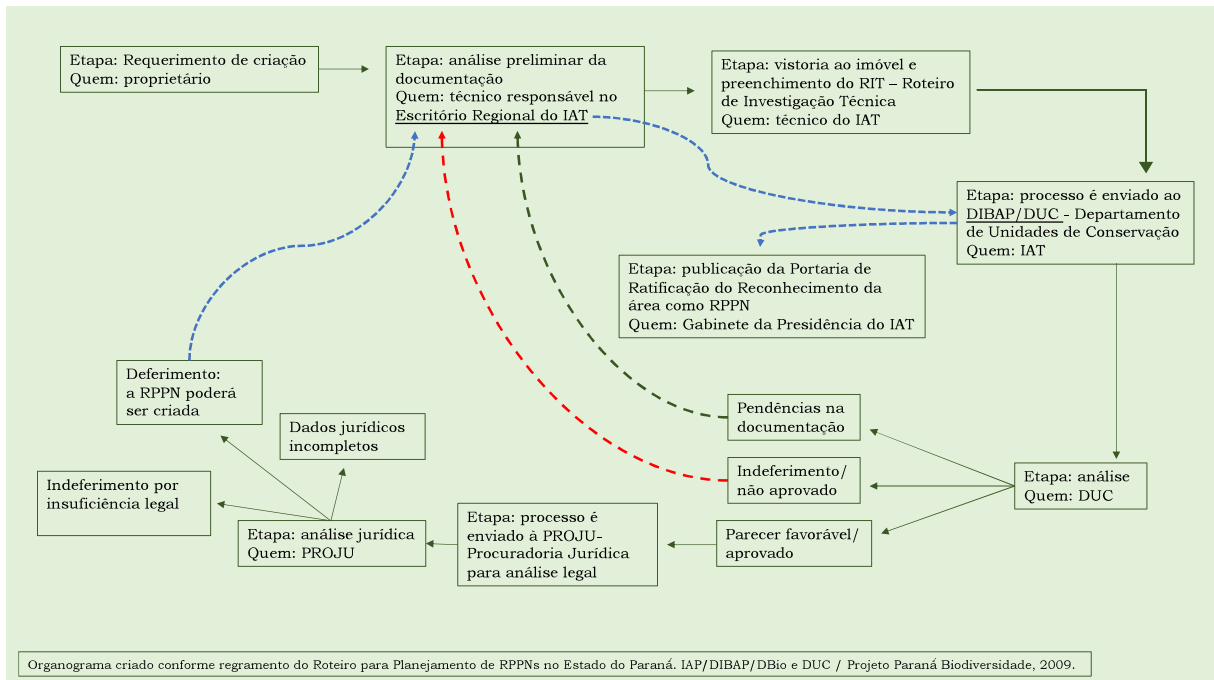 Etapa: Requerimento de criação
Quem: proprietário
Etapa: análise preliminar da
documentação
Quem: técnico responsável no
Escritório Regional do IAT
Etapa: vistoria ao imóvel e
preenchimento do RIT – Roteiro
de Investigação Técnica
Quem: técnico do IAT
Etapa: processo é enviado ao
DIBAP/DUC - Departamento
de Unidades de Conservação
Quem: IAT
Etapa: publicação da Portaria de
Ratificação do Reconhecimento da
área como RPPN
Quem: Gabinete da Presidência do IAT
Deferimento:
a RPPN poderá
ser criada
Dados jurídicos
incompletos
Pendências na
documentação
Indeferimento/
não aprovado
Etapa: análise
Quem: DUC
Indeferimento por
insuficiência legal
Etapa: análise jurídica
Quem: PROJU
Etapa: processo é
enviado à PROJU-
Procuradoria Jurídica
para análise legal
Parecer favorável/
aprovado
Organograma criado conforme regramento do Roteiro para Planejamento de RPPNs no Estado do Paraná. IAP/DIBAP/DBio e DUC / Projeto Paraná Biodiversidade, 2009.